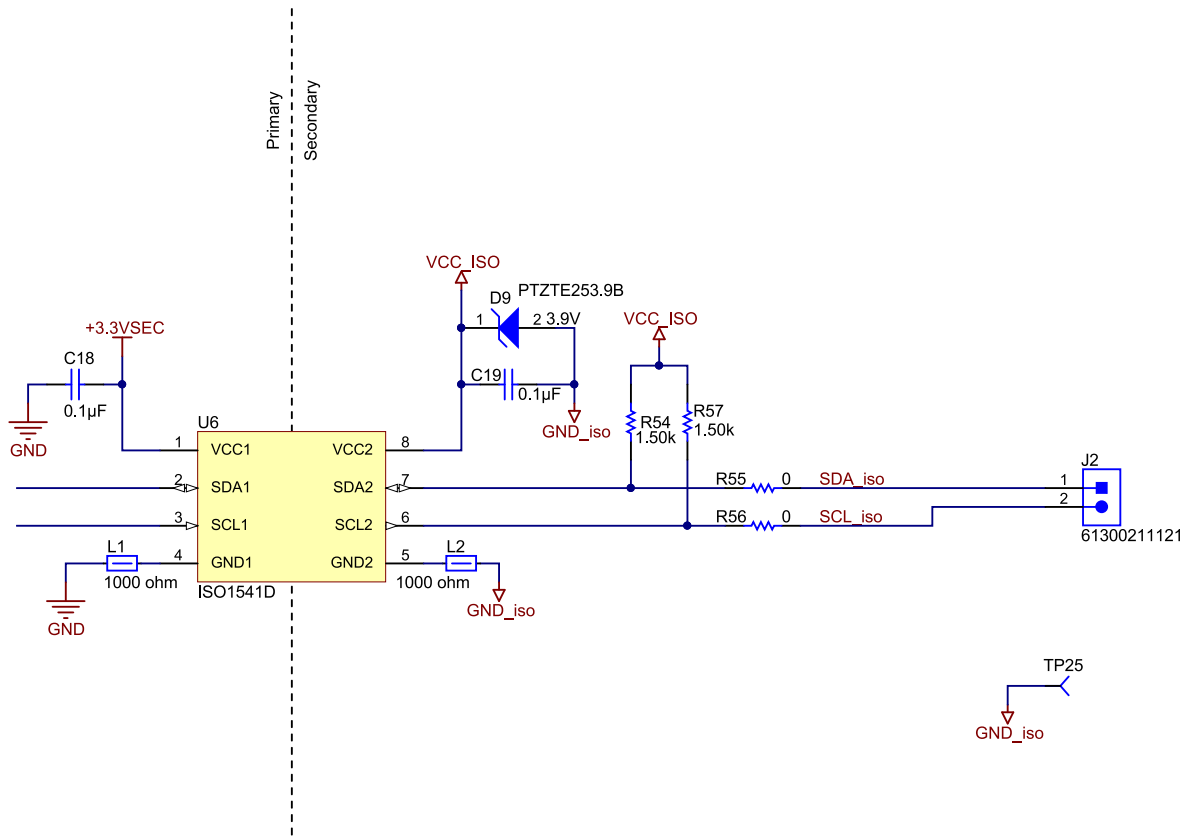 Primary
Secondary
VCC_ISO
D9
PTZTE253.9B
1
2
3.9V
VCC_ISO
+3.3VSEC
C18
0.1µF
GND
C19
0.1µF
GND_iso
R54
1.50k
R57
1.50k
U6
1
VCC1
VCC2
8
2
SDA1
SDA2
7
3
SCL1
SCL2
6
4
GND1
GND2
5
ISO1541D
L1
1000 ohm
GND
L2
1000 ohm
GND_iso
R55
0
SDA_iso
R56
0
SCL_iso
J2
1
2
61300211121
TP25
GND_iso